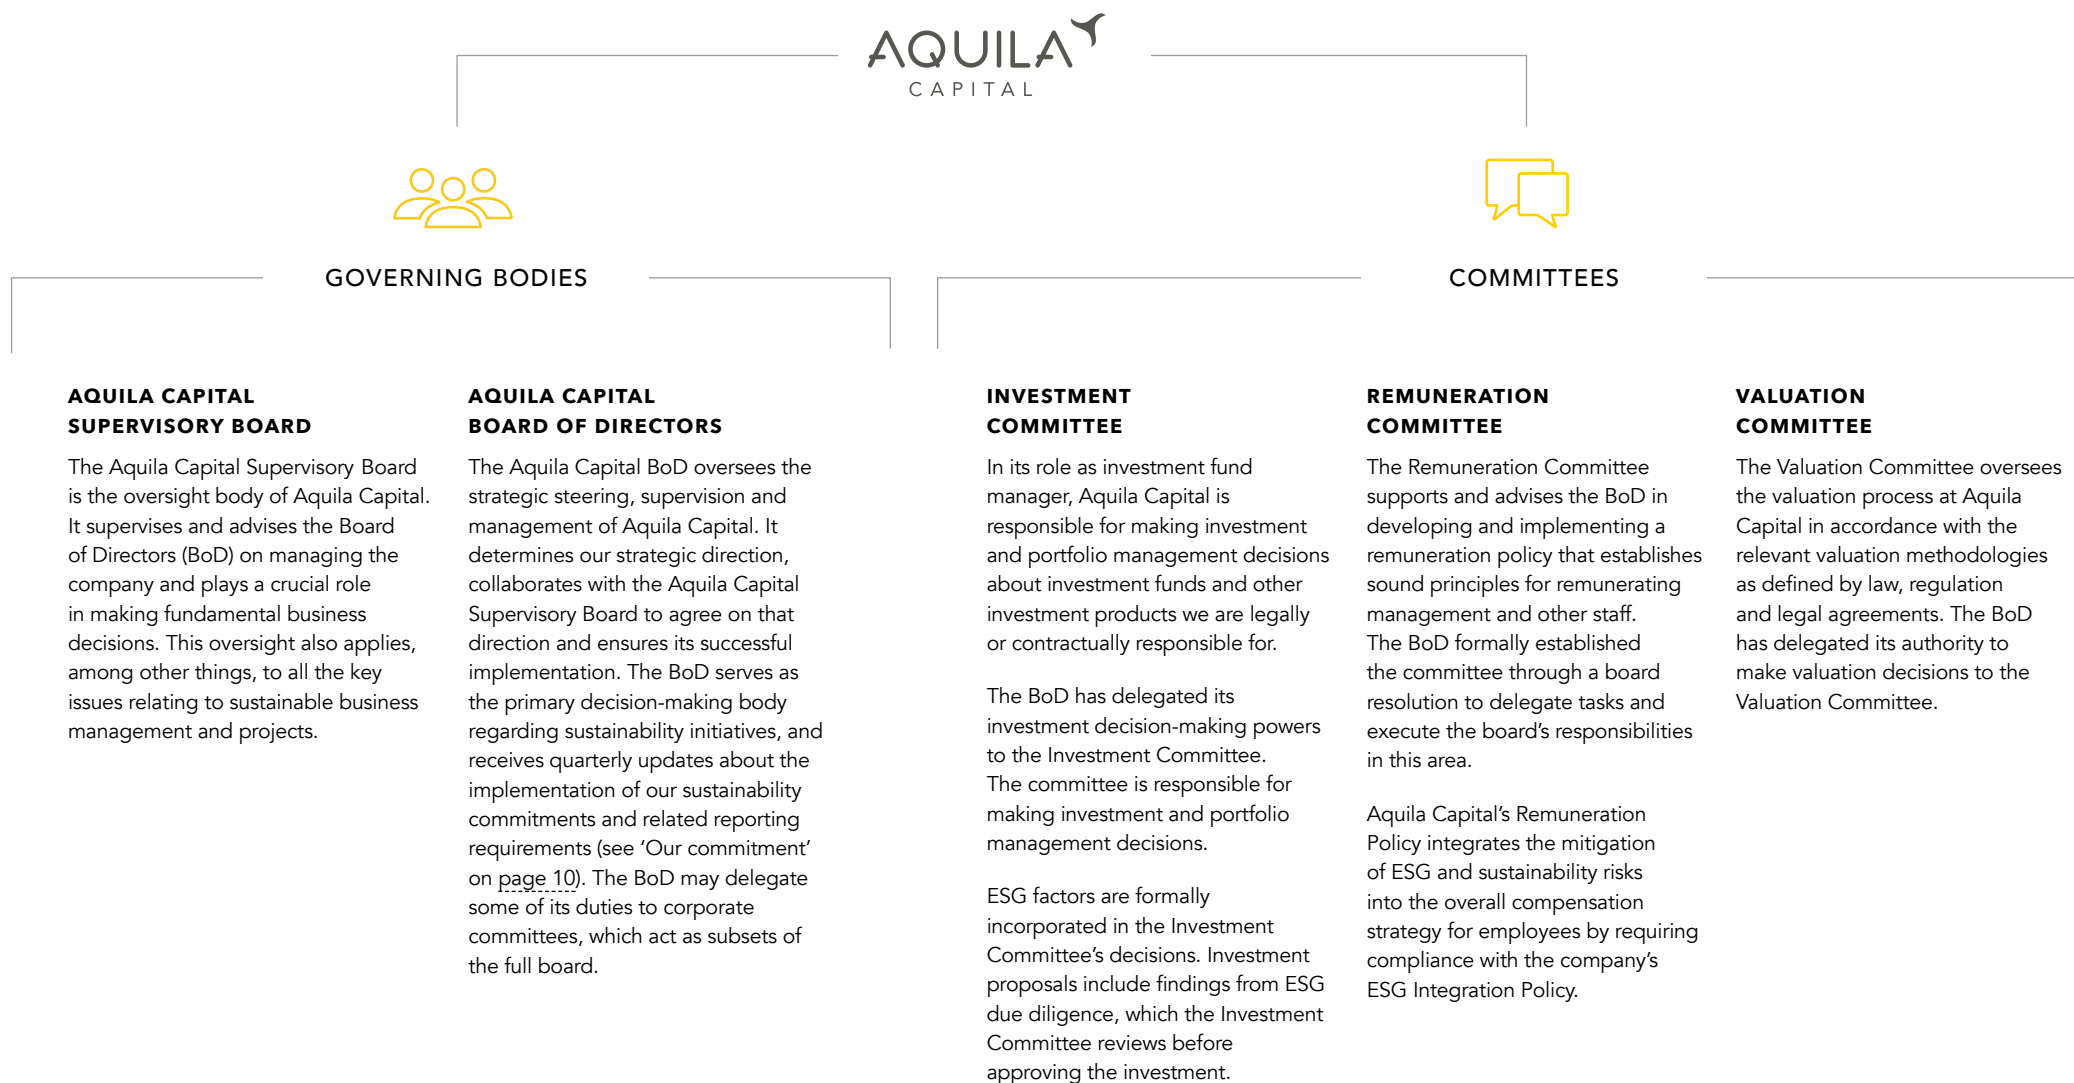 AQUILA
CAPITAL
GOVERNING BODIES
COMMITTEES
AQUILA CAPITAL
SUPERVISORY BOARD
The Aquila Capital Supervisory Board
is the oversight body of Aquila Capital.
It supervises and advises the Board
of Directors (BoD) on managing the
company and plays a crucial role
in making fundamental business
decisions. This oversight also applies,
among other things, to all the key
issues relating to sustainable business
management and projects.
AQUILA CAPITAL
BOARD OF DIRECTORS
The Aquila Capital BoD oversees the
strategic steering, supervision and
management of Aquila Capital. It
determines our strategic direction,
collaborates with the Aquila Capital
Supervisory Board to agree on that
direction and ensures its successful
implementation. The BoD serves as
the primary decision-making body
regarding sustainability initiatives, and
receives quarterly updates about the
implementation of our sustainability
commitments and related reporting
requirements (see ‘Our commitment’
on page 10). The BoD may delegate
some of its duties to corporate
committees, which act as subsets of
the full board.
INVESTMENT
COMMITTEE
In its role as investment fund
manager, Aquila Capital is
responsible for making investment
and portfolio management decisions
about investment funds and other
investment products we are legally
or contractually responsible for.
The BoD has delegated its
investment decision-making powers
to the Investment Committee.
The committee is responsible for
making investment and portfolio
management decisions.
ESG factors are formally
incorporated in the Investment
Committee’s decisions. Investment
proposals include findings from ESG
due diligence, which the Investment
Committee reviews before
approving the investment.
REMUNERATION
COMMITTEE
The Remuneration Committee
supports and advises the BoD in
developing and implementing a
remuneration policy that establishes
sound principles for remunerating
management and other staff.
The BoD formally established
the committee through a board
resolution to delegate tasks and
execute the board’s responsibilities
in this area.
Aquila Capital’s Remuneration
Policy integrates the mitigation
of ESG and sustainability risks
into the overall compensation
strategy for employees by requiring
compliance with the company’s
ESG Integration Policy.
VALUATION
COMMITTEE
The Valuation Committee oversees
the valuation process at Aquila
Capital in accordance with the
relevant valuation methodologies
as defined by law, regulation
and legal agreements. The BoD
has delegated its authority to
make valuation decisions to the
Valuation Committee.